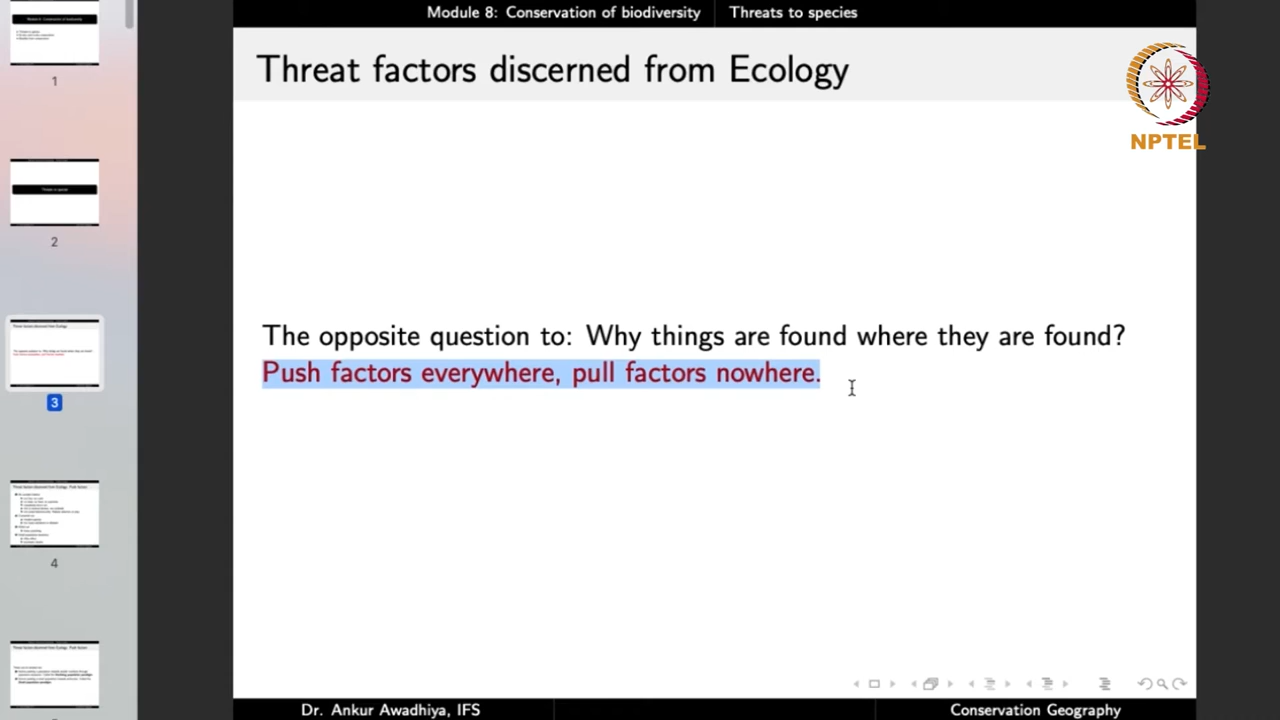 Module 8: Conservation of biodiversity Threats to species
Threat factors discerned from Ecology
NPTEL
The opposite question to: Why things are found where they are found?
Push factors everywhere, pull factors nowhere.
1
2
3
4
Dr. Ankur Awadhiya, IFS Conservation Geography